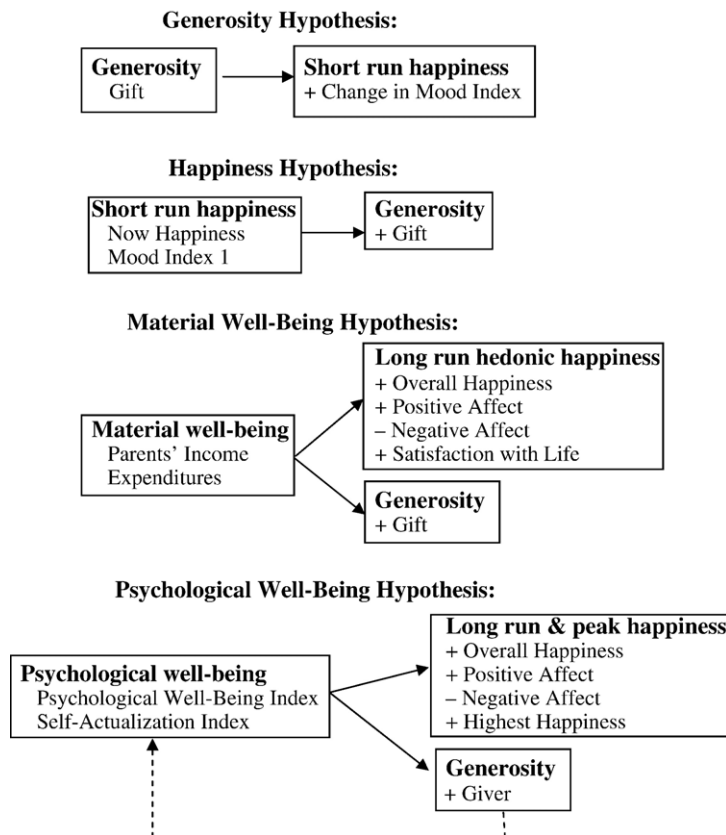 Generosity Hypothesis:
Generosity
Gift
Short run happiness
+ Change in Mood Index
Happiness Hypothesis:
Short run happiness
Now Happiness
Mood Index 1
Generosity
+ Gift
Material Well-Being Hypothesis:
Material well-being
Parents' Income
Expenditures
Long run hedonic happiness
+ Overall Happiness
+ Positive Affect
– Negative Affect
+ Satisfaction with Life
Generosity
+ Gift
Psychological Well-Being Hypothesis:
Psychological well-being
Psychological Well-Being Index
Self-Actualization Index
Long run & peak happiness
+ Overall Happiness
+ Positive Affect
– Negative Affect
+ Highest Happiness
Generosity
+ Giver